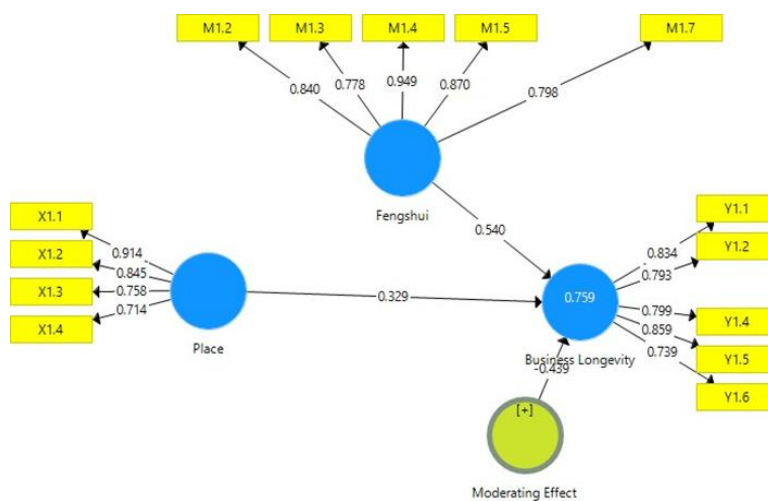 M1.2
M1.3
M1.4
M1.5
M1.7
0.840
0.778
0.949
0.870
0.798
Fengshui
X1.1
X1.2
X1.3
X1.4
0.914
0.845
0.758
0.714
Place
0.540
0.329
0.759
Business Longevity
-0.439
Y1.1
Y1.2
Y1.4
Y1.5
Y1.6
0.834
0.793
0.799
0.859
0.739
[+]
Moderating Effect